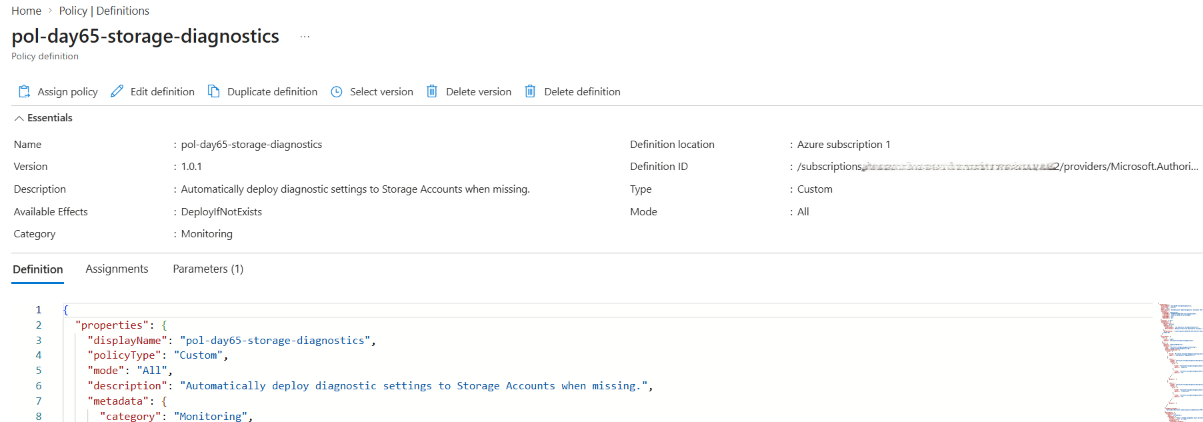 Home > Policy | Definitions
pol-day65-storage-diagnostics ...
Policy definition
Assign policy Edit definition Duplicate definition Select version Delete version Delete definition
Essentials
Name : pol-day65-storage-diagnostics Definition location : Azure subscription 1
Version : 1.0.1 Definition ID : /subscriptions 2/providers/Microsoft.Authori...
Description : Automatically deploy diagnostic settings to Storage Accounts when missing. Type : Custom
Available Effects : DeployIfNotExists Mode : All
Category : Monitoring
Definition Assignments Parameters (1)
1 {
2 "properties": {
3 "displayName": "pol-day65-storage-diagnostics",
4 "policyType": "Custom",
5 "mode": "All",
6 "description": "Automatically deploy diagnostic settings to Storage Accounts when missing.",
7 "metadata": {
8 "category": "Monitoring",